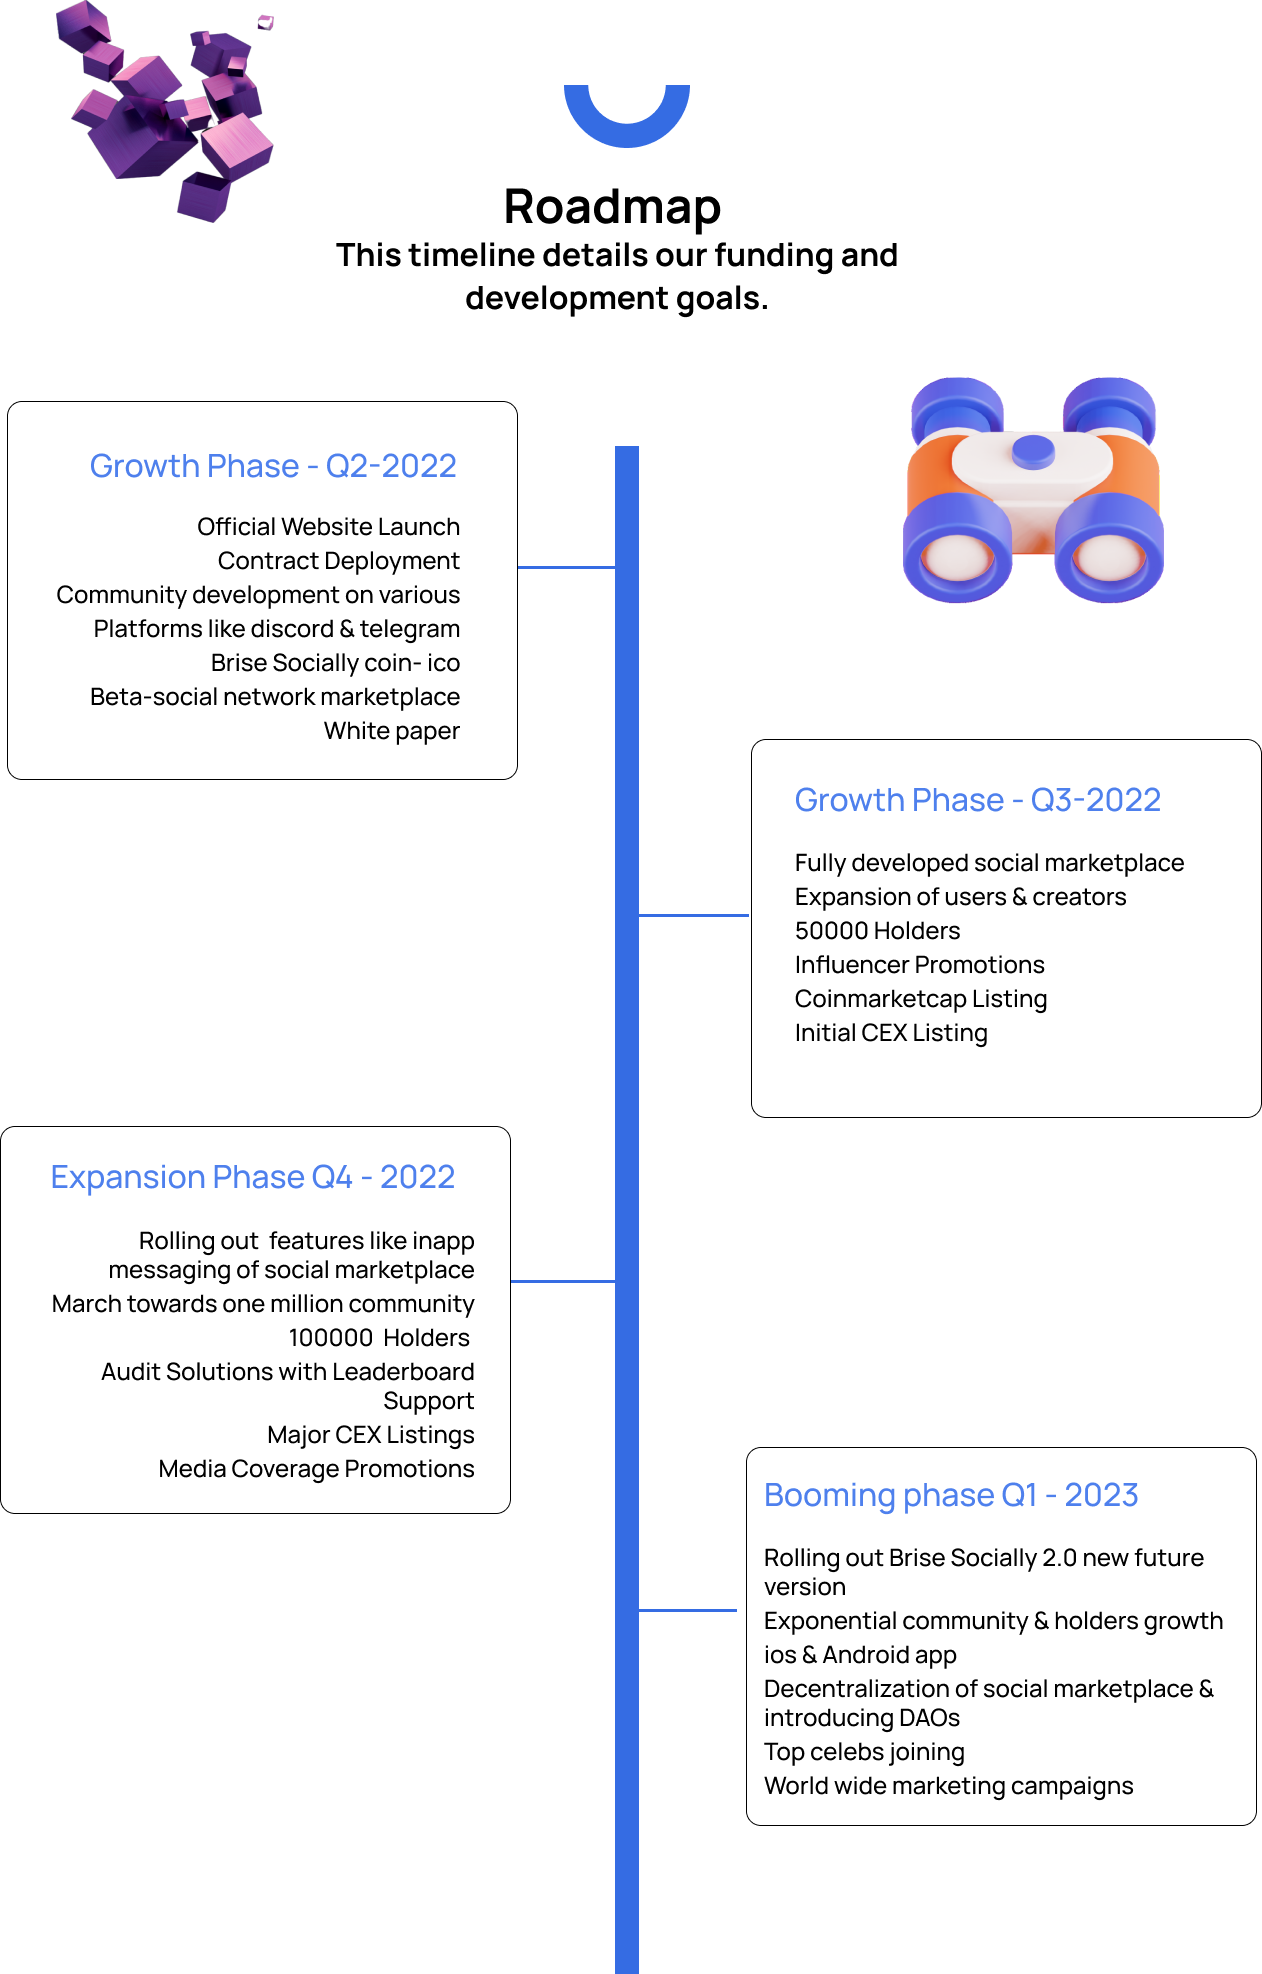 Roadmap
This timeline details our funding and
development goals.
Growth Phase - Q2-2022
Official Website Launch
Contract Deployment
Community development on various
Platforms like discord & telegram
Brise Socially coin- ico
Beta-social network marketplace
White paper
Growth Phase - Q3-2022
Fully developed social marketplace
Expansion of users & creators
50000 Holders
Influencer Promotions
Coinmarketcap Listing
Initial CEX Listing
Expansion Phase Q4 - 2022
Rolling out  features like inapp
messaging of social marketplace
March towards one million community
100000  Holders
Audit Solutions with Leaderboard
Support
Major CEX Listings
Media Coverage Promotions
Booming phase Q1 - 2023
Rolling out Brise Socially 2.0 new future
version
Exponential community & holders growth
ios & Android app
Decentralization of social marketplace &
introducing DAOs
Top celebs joining
World wide marketing campaigns